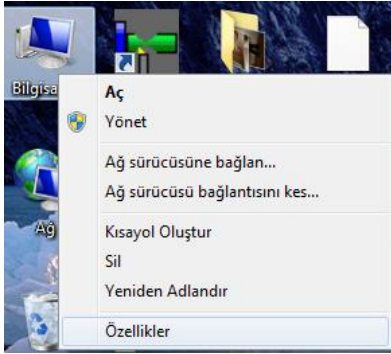 Bilgisa
Aç
Yönet
Ağ sürücüsüne bağlan...
Ağ sürücüsü bağlantısını kes...
Ağ
Kısayol Oluştur
Sil
Yeniden Adlandır
Özellikler